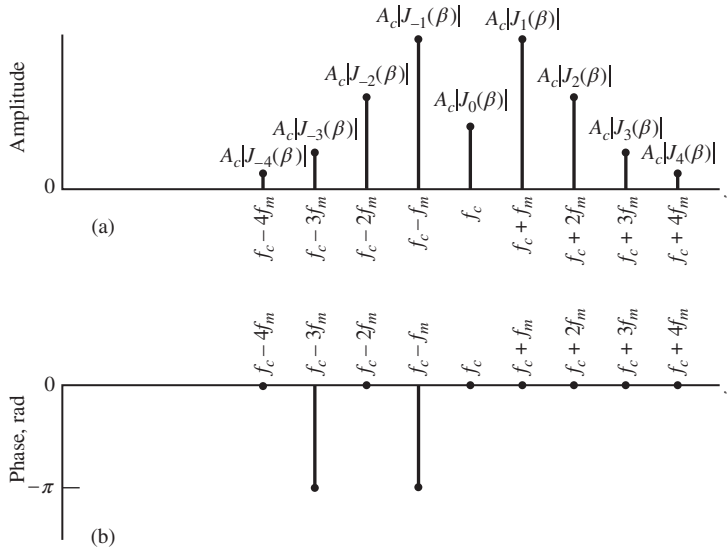 A_c|J_{-1}(β)|
A_c|J_1(β)|
A_c|J_{-2}(β)|
A_c|J_2(β)|
A_c|J_0(β)|
A_c|J_{-3}(β)|
A_c|J_3(β)|
A_c|J_{-4}(β)|
A_c|J_4(β)|
Amplitude
0
f_c − 4f_m
f_c − 3f_m
f_c − 2f_m
f_c − f_m
f_c
f_c + f_m
f_c + 2f_m
f_c + 3f_m
f_c + 4f_m
(a)
f_c − 4f_m
f_c − 3f_m
f_c − 2f_m
f_c − f_m
f_c
f_c + f_m
f_c + 2f_m
f_c + 3f_m
f_c + 4f_m
0
Phase, rad
−π
(b)